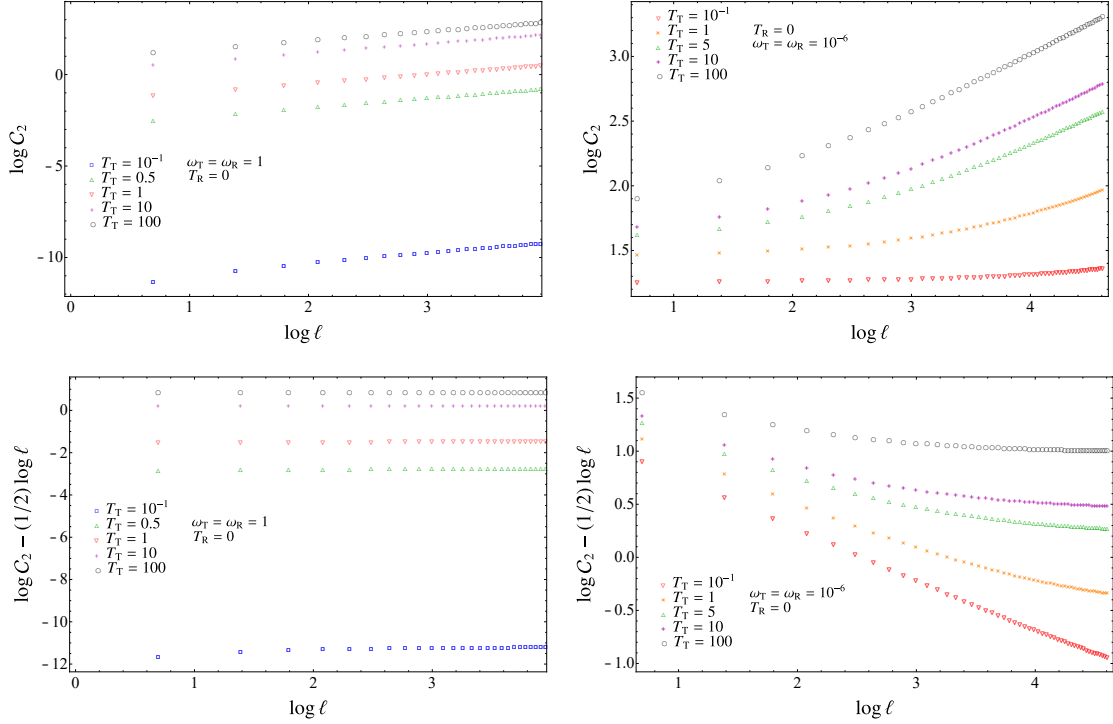 log C₂
0
−5
−10
0
1
2
3
log ℓ
T_T = 10⁻¹
T_T = 0.5
T_T = 1
T_T = 10
T_T = 100
ω_T = ω_R = 1
T_R = 0
log C₂
3.0
2.5
2.0
1.5
1
2
3
4
log ℓ
T_T = 10⁻¹
T_T = 1
T_T = 5
T_T = 10
T_T = 100
T_R = 0
ω_T = ω_R = 10⁻⁶
log C₂ − (1/2) log ℓ
0
−2
−4
−6
−8
−10
−12
0
1
2
3
log ℓ
T_T = 10⁻¹
T_T = 0.5
T_T = 1
T_T = 10
T_T = 100
ω_T = ω_R = 1
T_R = 0
log C₂ − (1/2) log ℓ
1.5
1.0
0.5
0.0
−0.5
−1.0
1
2
3
4
log ℓ
T_T = 10⁻¹
T_T = 1
T_T = 5
T_T = 10
T_T = 100
ω_T = ω_R = 10⁻⁶
T_R = 0